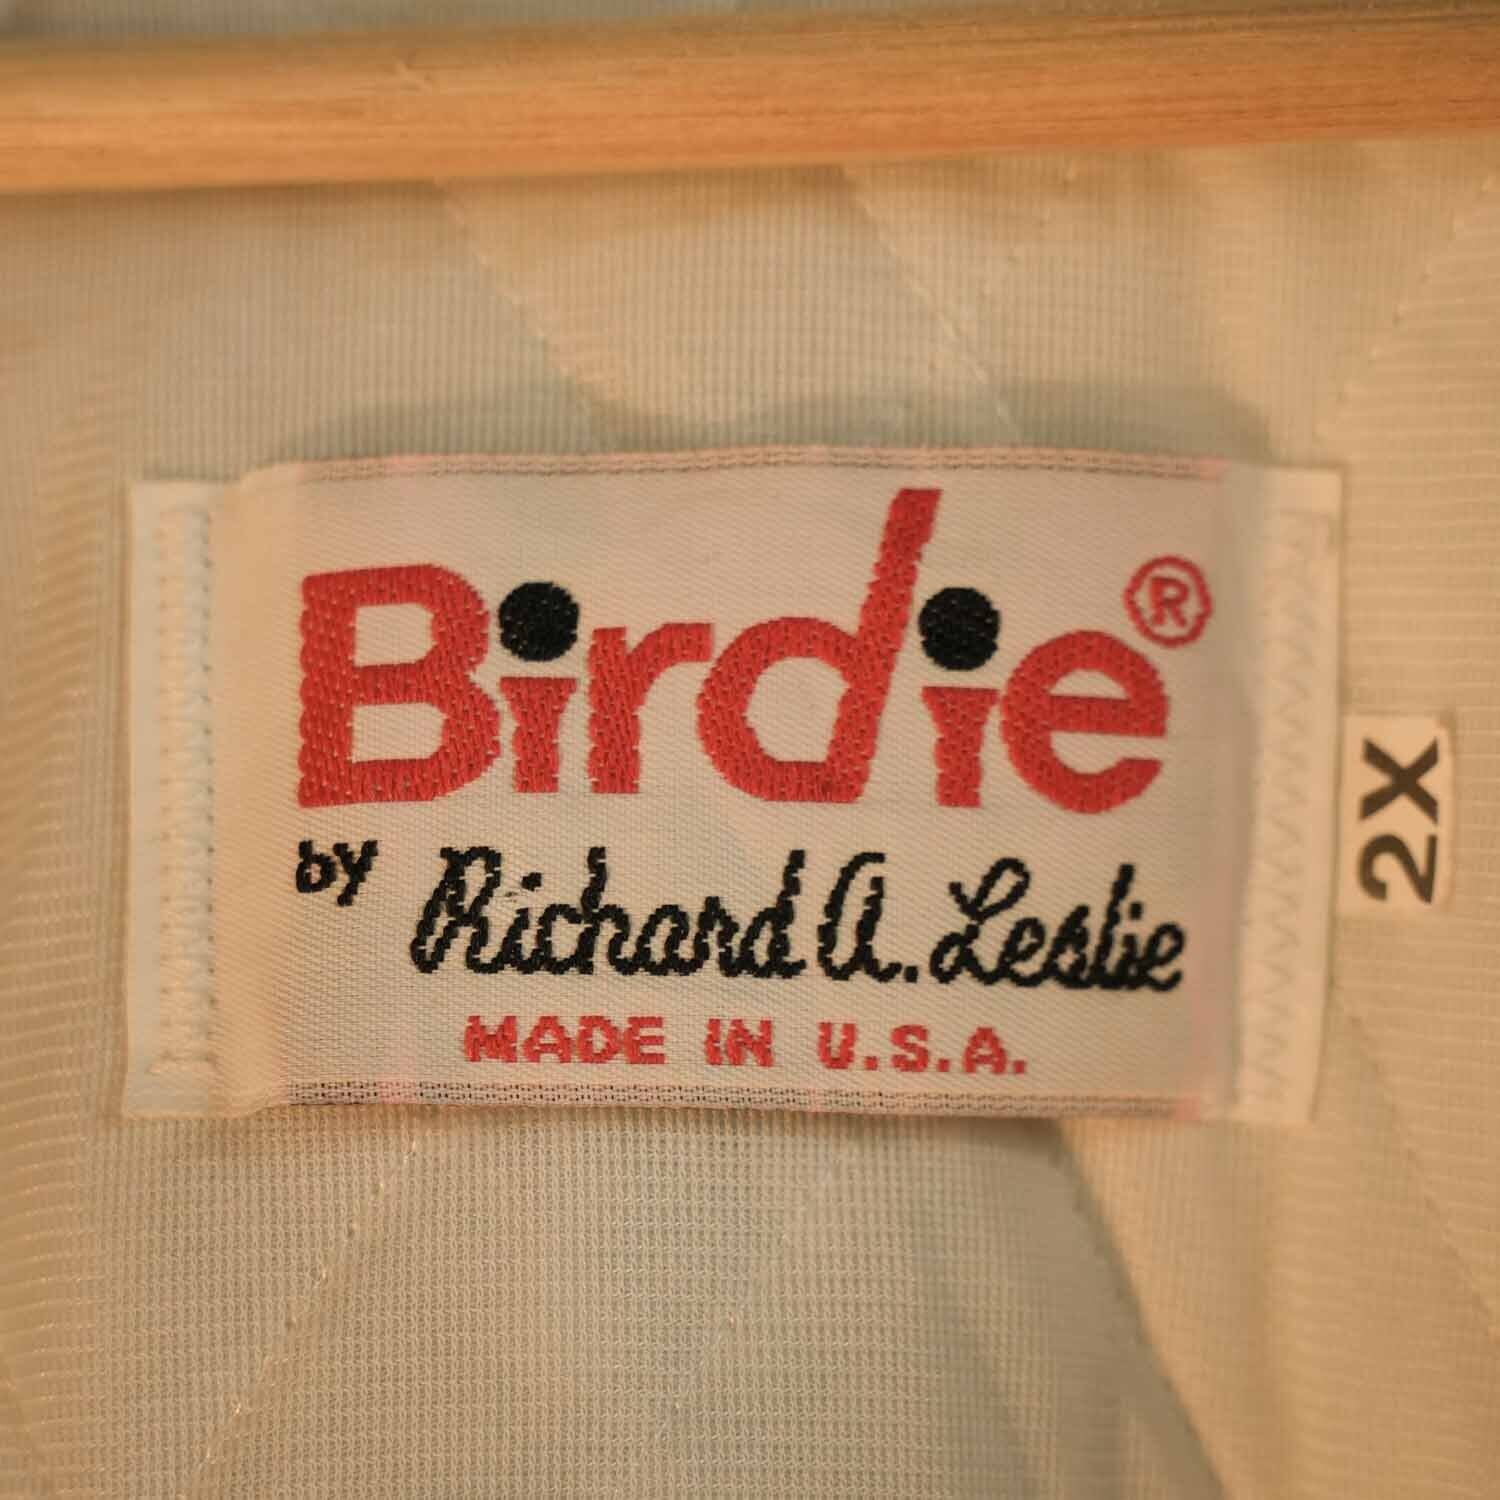 Birdie®
by Richard A. Leslie
MADE IN U.S.A.
2X